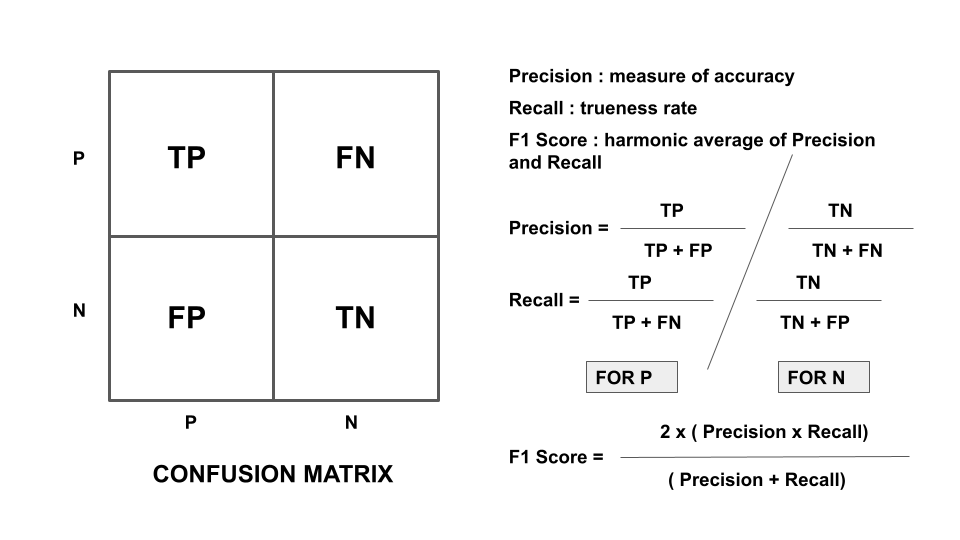 P
TP
FN
N
FP
TN
P
N
CONFUSION MATRIX
Precision : measure of accuracy
Recall : trueness rate
F1 Score : harmonic average of Precision
and Recall
Precision =
TP
TP + FP
TN
TN + FN
Recall =
TP
TP + FN
TN
TN + FP
FOR P
FOR N
F1 Score =
2 x ( Precision x Recall)
( Precision + Recall)